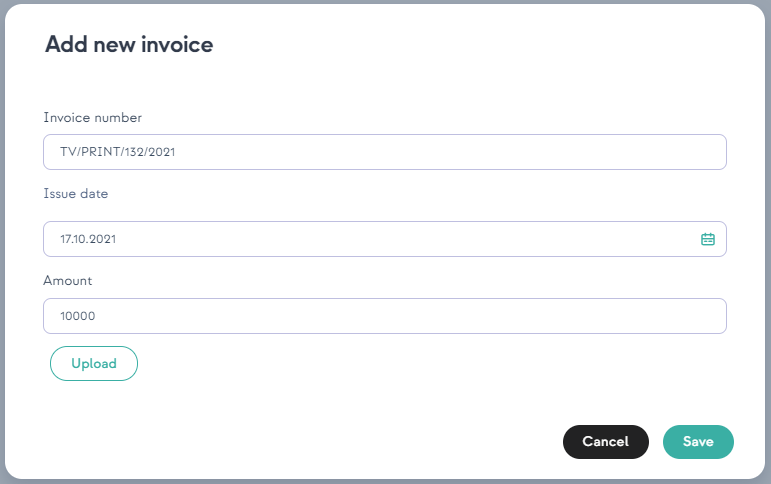 Add new invoice
Invoice number
TV/PRINT/132/2021
Issue date
17.10.2021
Amount
10000
Upload
Cancel Save